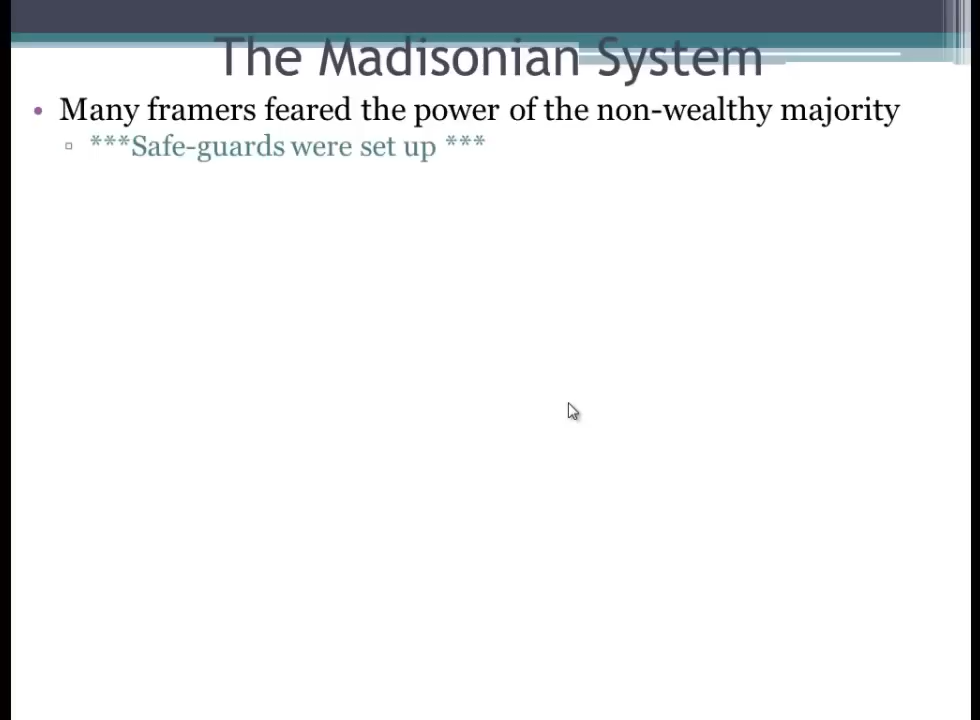 The Madisonian System
• Many framers feared the power of the non-wealthy majority
▫ ***Safe-guards were set up ***